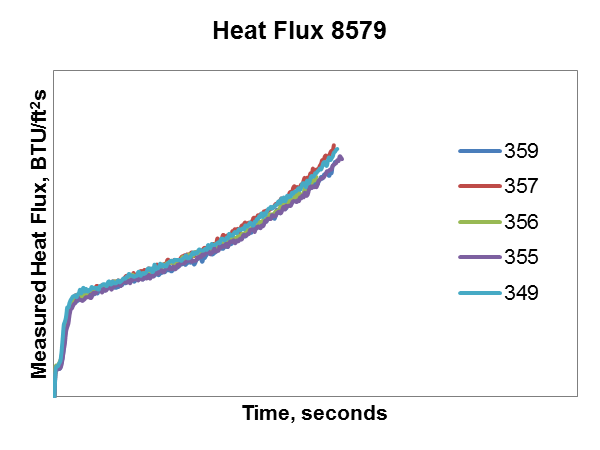 Heat Flux 8579
Measured Heat Flux, BTU/ft²s
359
357
356
355
349
Time, seconds